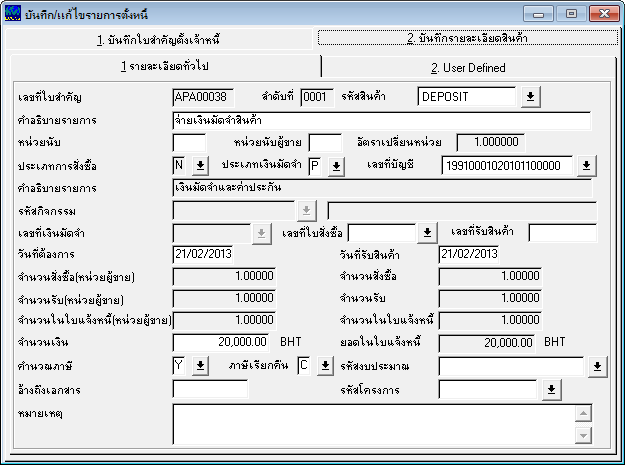 บันทึก/แก้ไขรายการตั้งหนี้
1. บันทึกใบสำคัญตั้งเจ้าหนี้ 2. บันทึกรายละเอียดสินค้า
1 รายละเอียดทั่วไป 2. User Defined
เลขที่ใบสำคัญ APA00038 ลำดับที่ 0001 รหัสสินค้า DEPOSIT
คำอธิบายรายการ จ่ายเงินมัดจำสินค้า
หน่วยนับ หน่วยนับผู้ขาย อัตราเปลี่ยนหน่วย 1.000000
ประเภทการสั่งซื้อ N ประเภทเงินมัดจำ P เลขที่บัญชี 19910001020101100000
คำอธิบายรายการ เงินมัดจำและค่าประกัน
รหัสกิจกรรม
เลขที่เงินมัดจำ เลขที่ใบสั่งซื้อ เลขที่รับสินค้า
วันที่ต้องการ 21/02/2013 วันที่รับสินค้า 21/02/2013
จำนวนสั่งซื้อ(หน่วยผู้ขาย) 1.00000 จำนวนสั่งซื้อ 1.00000
จำนวนรับ(หน่วยผู้ขาย) 1.00000 จำนวนรับ 1.00000
จำนวนในใบแจ้งหนี้(หน่วยผู้ขาย) 1.00000 จำนวนในใบแจ้งหนี้ 1.00000
จำนวนเงิน 20,000.00 BHT ยอดในใบแจ้งหนี้ 20,000.00 BHT
คำนวณภาษี Y ภาษีเรียกคืน C รหัสงบประมาณ
อ้างถึงเอกสาร รหัสโครงการ
หมายเหตุ